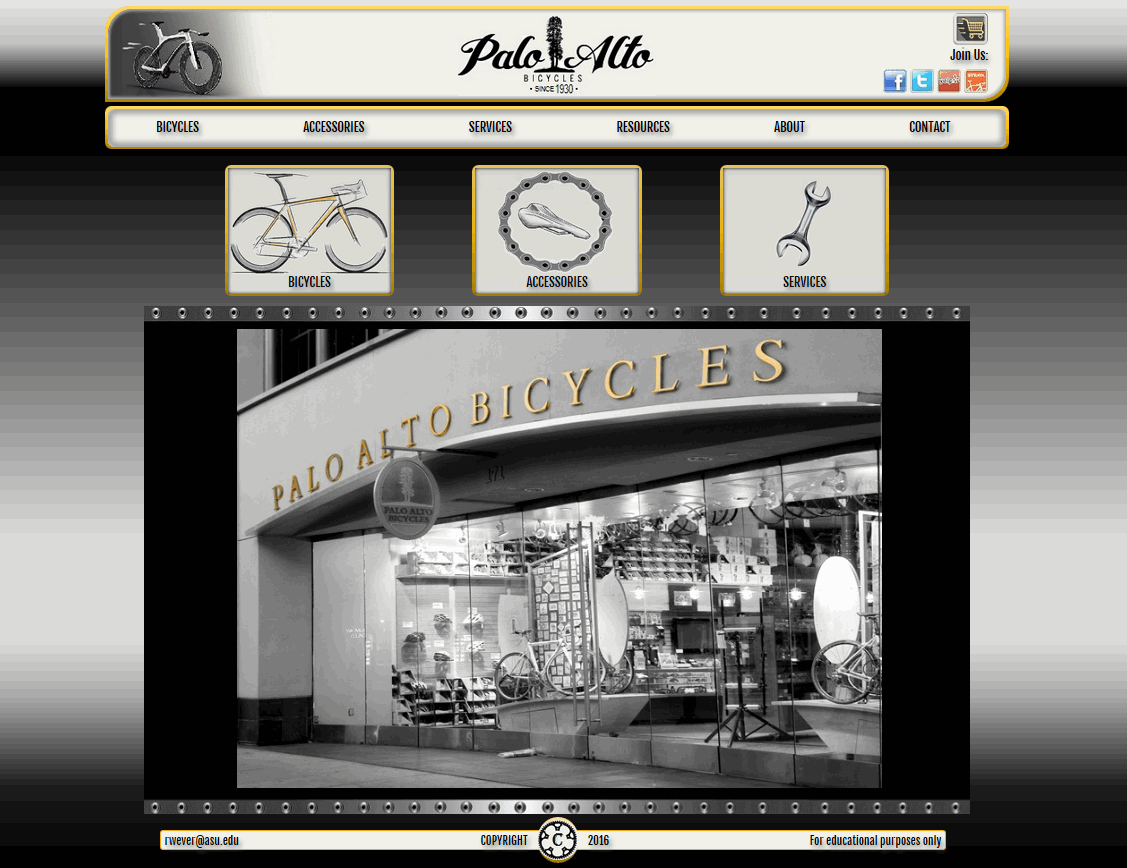 Palo Alto
BICYCLES
• SINCE 1930 •
Join Us:
BICYCLES ACCESSORIES SERVICES RESOURCES ABOUT CONTACT
BICYCLES ACCESSORIES SERVICES
PALO ALTO BICYCLES
171
PALO ALTO
BICYCLES
rwever@asu.edu COPYRIGHT C 2016 For educational purposes only